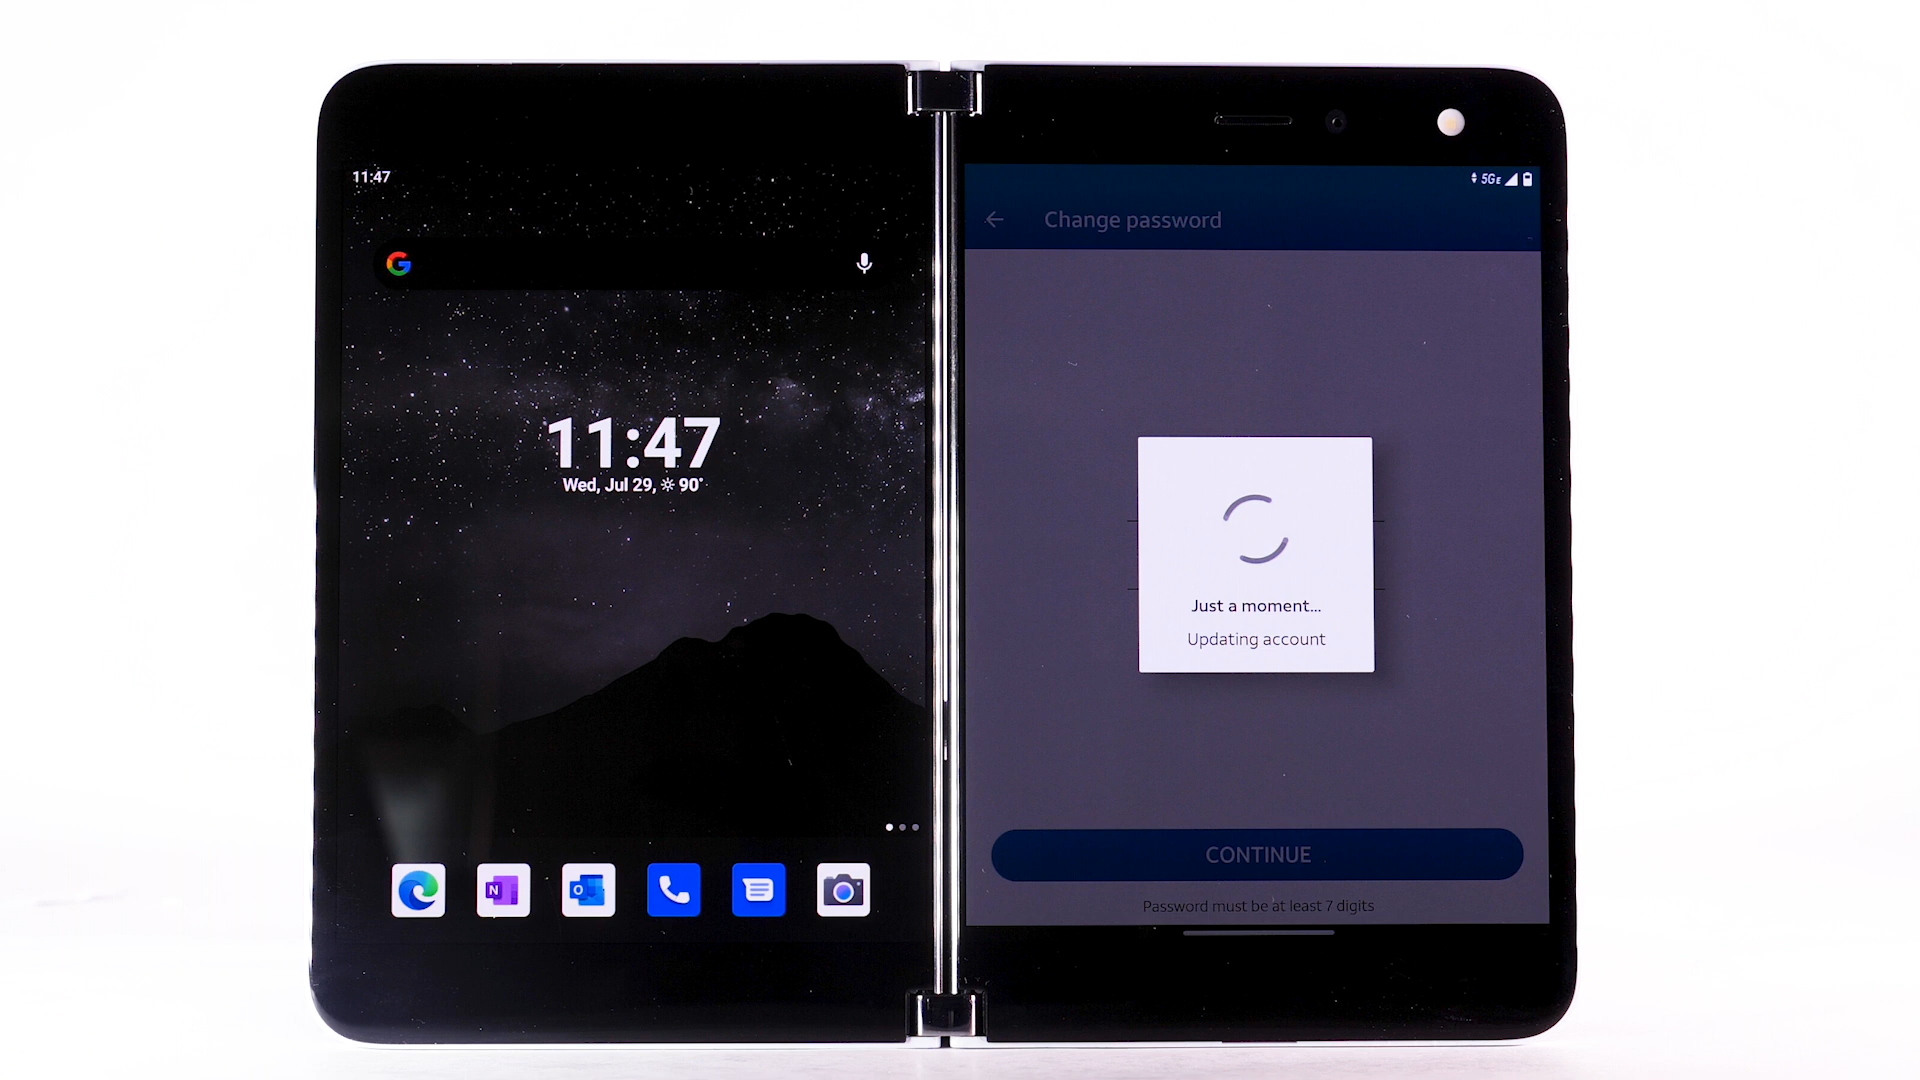 11:47
11:47
Wed, Jul 29, 90°
N
O
5GE
Change password
Just a moment...
Updating account
CONTINUE
Password must be at least 7 digits